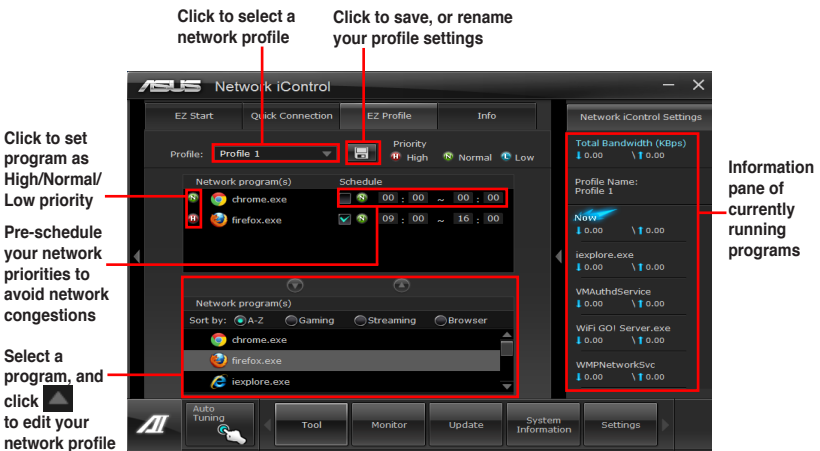 Click to select a
network profile
Click to save, or rename
your profile settings
ASUS Network iControl
EZ Start Quick Connection EZ Profile Info
Network iControl Settings
Profile: Profile 1
Priority
H High N Normal L Low
Network program(s) Schedule
N chrome.exe N 00 : 00 ~ 00 : 00
H firefox.exe N 09 : 00 ~ 16 : 00
Network program(s)
Sort by: A-Z Gaming Streaming Browser
chrome.exe
firefox.exe
iexplore.exe
Total Bandwidth (KBps)
0.00 \ 0.00
Profile Name:
Profile 1
Now
0.00 \ 0.00
iexplore.exe
0.00 \ 0.00
VMAuthdService
0.00 \ 0.00
WiFi GO! Server.exe
0.00 \ 0.00
WMPNetworkSvc
0.00 \ 0.00
Auto
Tuning
Tool Monitor Update System
Information Settings
Click to set
program as
High/Normal/
Low priority
Pre-schedule
your network
priorities to
avoid network
congestions
Select a
program, and
click
to edit your
network profile
Information
pane of
currently
running
programs